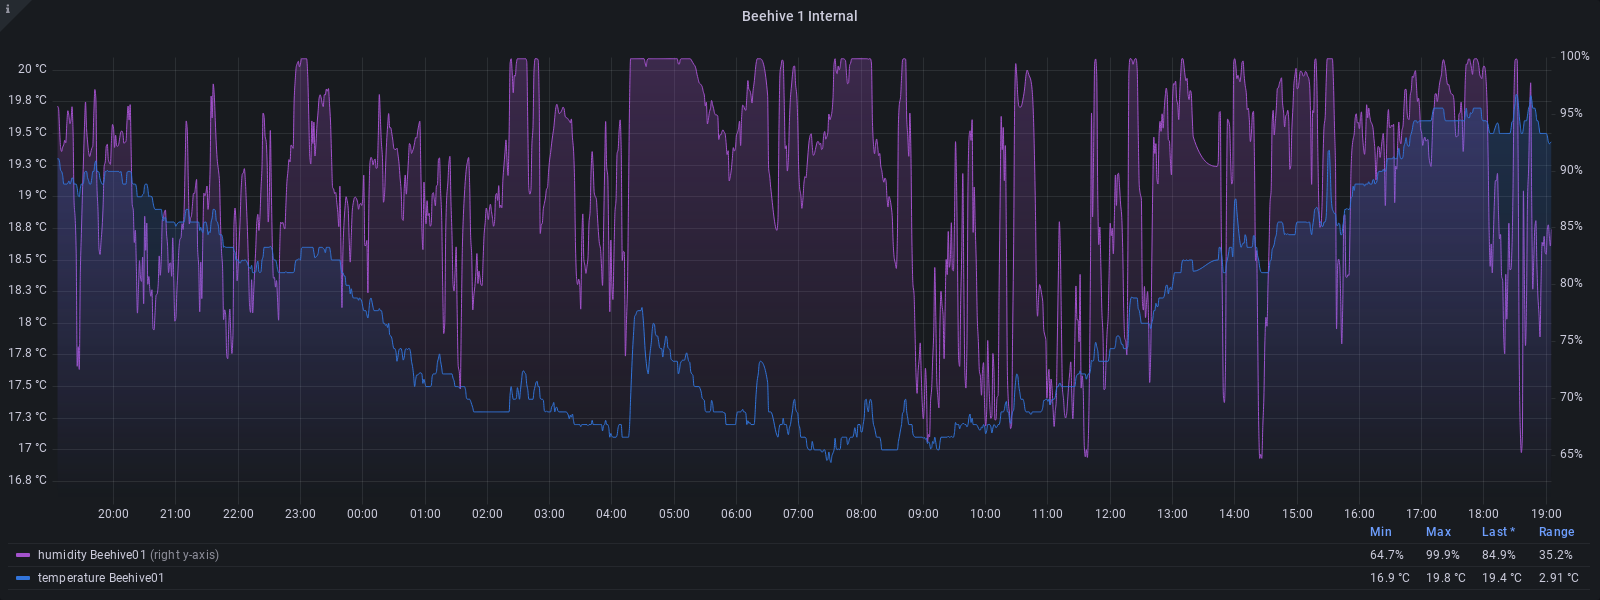 i
Beehive 1 Internal
20 °C
19.8 °C
19.5 °C
19.3 °C
19 °C
18.8 °C
18.5 °C
18.3 °C
18 °C
17.8 °C
17.5 °C
17.3 °C
17 °C
16.8 °C
100%
95%
90%
85%
80%
75%
70%
65%
20:00 21:00 22:00 23:00 00:00 01:00 02:00 03:00 04:00 05:00 06:00 07:00 08:00 09:00 10:00 11:00 12:00 13:00 14:00 15:00 16:00 17:00 18:00 19:00
Min Max Last * Range
humidity Beehive01 (right y-axis) 64.7% 99.9% 84.9% 35.2%
temperature Beehive01 16.9 °C 19.8 °C 19.4 °C 2.91 °C